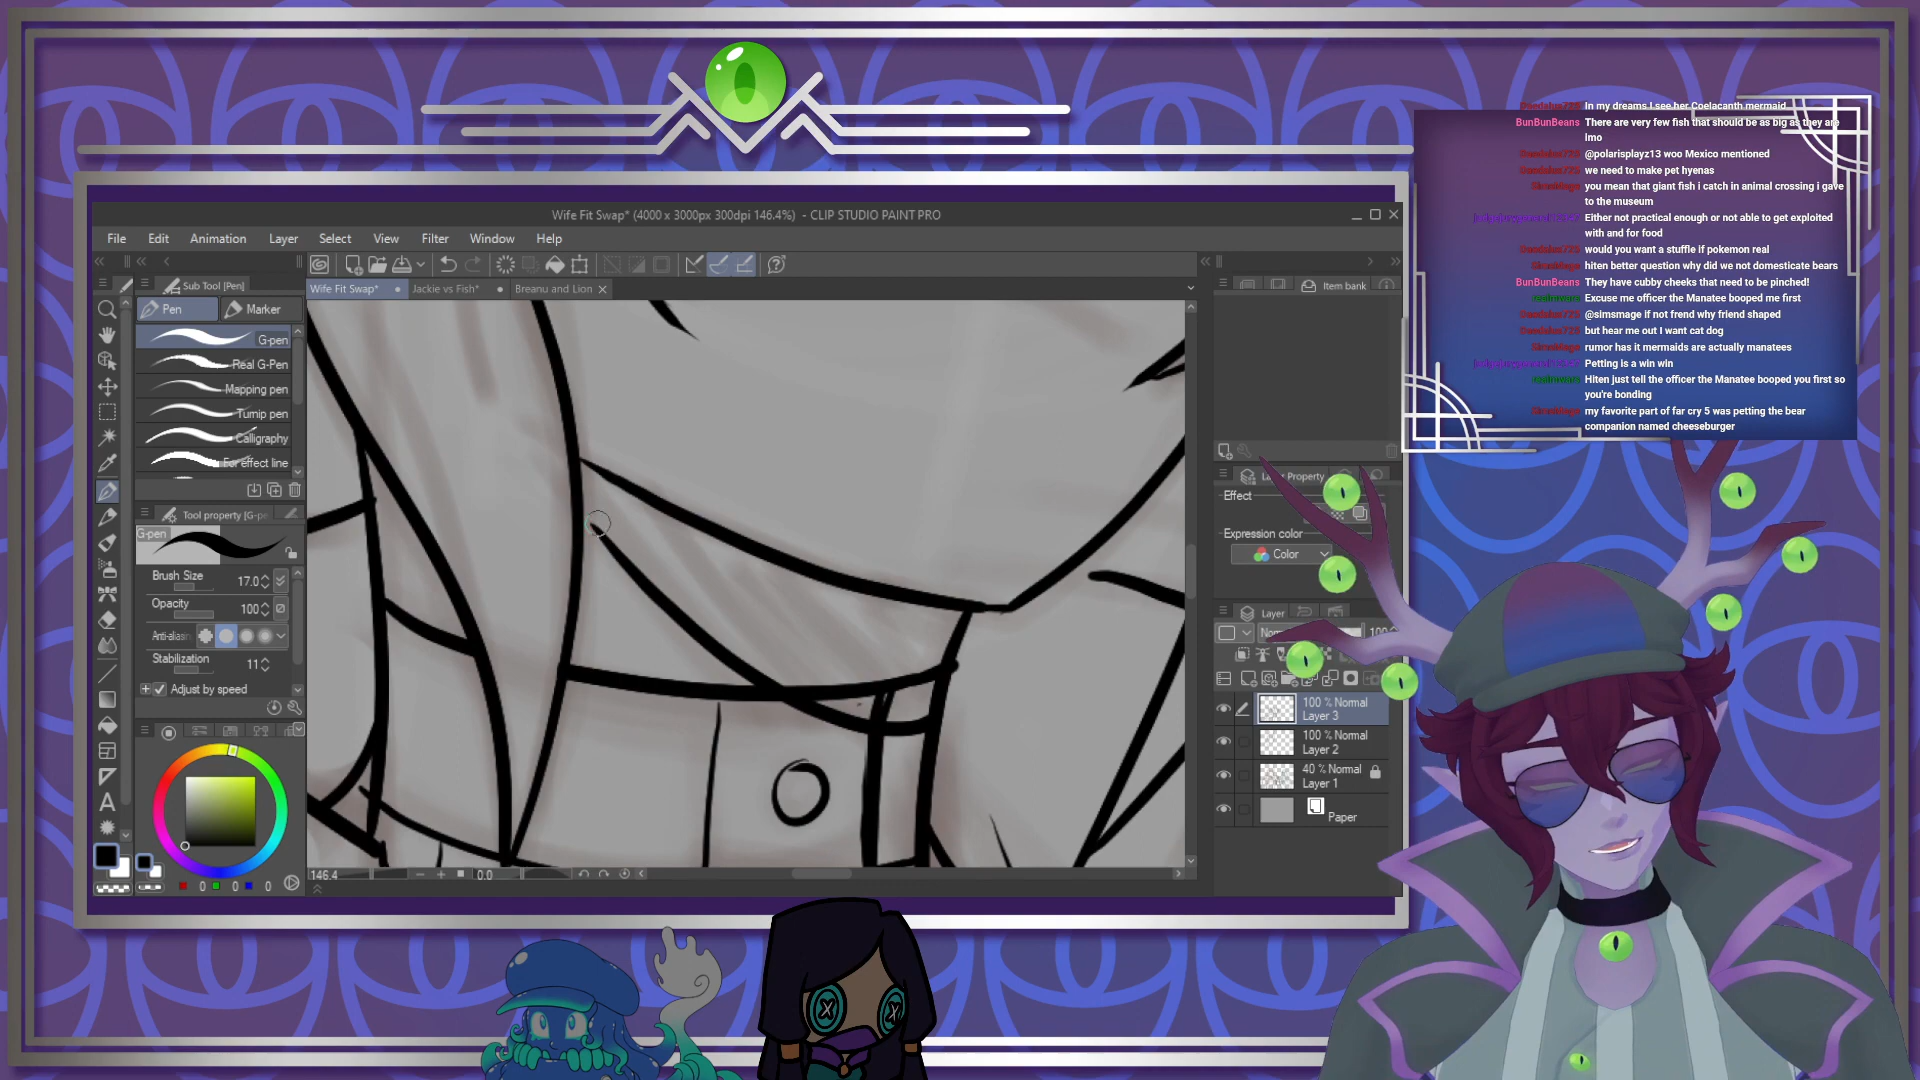 Wife Fit Swap* (4000 x 3000px 300dpi 146.4%) - CLIP STUDIO PAINT PRO
File Edit Animation Layer Select View Filter Window Help
Sub Tool [Pen]
Pen Marker
G-pen
Real G-Pen
Mapping pen
Turnip pen
Calligraphy
For effect line
Tool property [G-pe
G-pen
Brush Size 17.0
Opacity 100
Anti-aliasin
Stabilization 11
Adjust by speed
0 0 0
Wife Fit Swap* Jackie vs Fish* Breanu and Lion
146.4 0.0
Item bank
Layer Property
Effect
Expression color
Color
Layer
100
100 % Normal
Layer 3
100 % Normal
Layer 2
40 % Normal
Layer 1
Paper
In my dreams I see her Coelacanth mermaid
BunBunBeans There are very few fish that should be as big as they are
lmo
@polarisplayz13 woo Mexico mentioned
we need to make pet hyenas
you mean that giant fish i catch in animal crossing i gave
to the museum
Either not practical enough or not able to get exploited
with and for food
would you want a stuffle if pokemon real
hiten better question why did we not domesticate bears
BunBunBeans They have cubby cheeks that need to be pinched!
Excuse me officer the Manatee booped me first
@simsmage if not frend why friend shaped
but hear me out I want cat dog
rumor has it mermaids are actually manatees
Petting is a win win
Hiten just tell the officer the Manatee booped you first so
you're bonding
my favorite part of far cry 5 was petting the bear
companion named cheeseburger